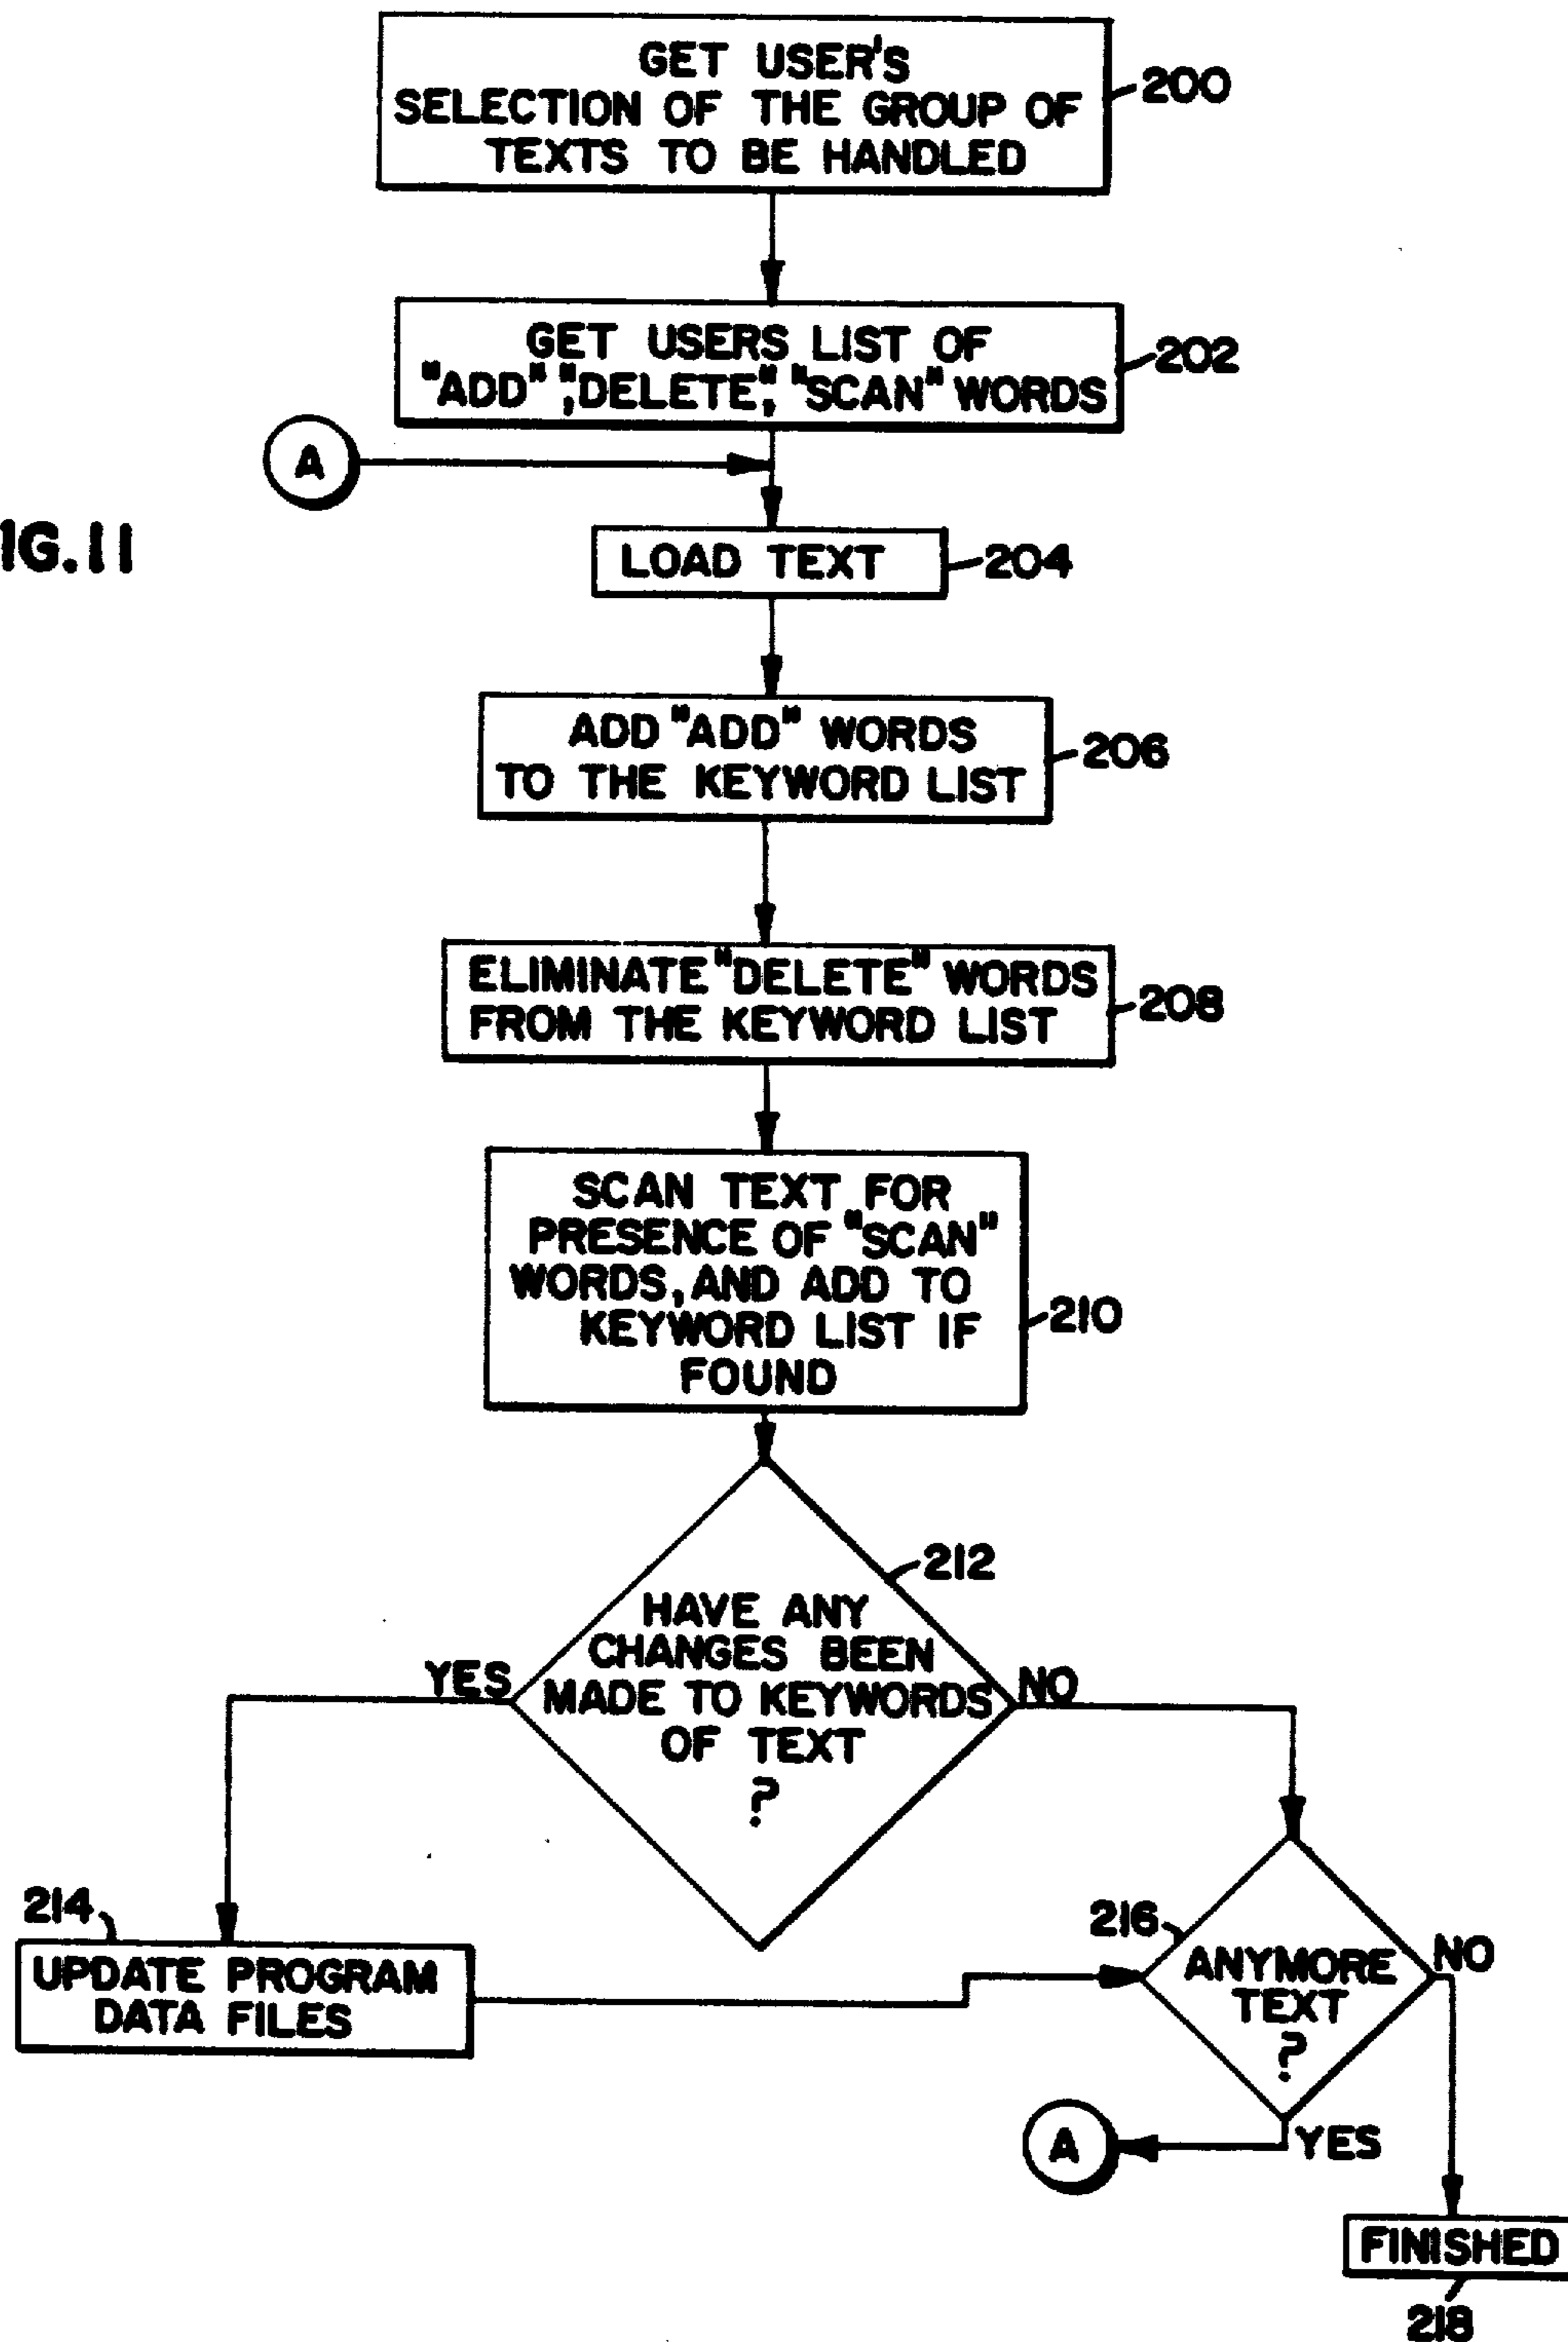 GET USER'S
SELECTION OF THE GROUP OF
TEXTS TO BE HANDLED
200
GET USERS LIST OF
"ADD","DELETE","SCAN" WORDS
202
A
IG.11
LOAD TEXT
204
ADD "ADD" WORDS
TO THE KEYWORD LIST
206
ELIMINATE "DELETE" WORDS
FROM THE KEYWORD LIST
208
SCAN TEXT FOR
PRESENCE OF "SCAN"
WORDS, AND ADD TO
KEYWORD LIST IF
FOUND
210
212
HAVE ANY
CHANGES BEEN
MADE TO KEYWORDS
OF TEXT
?
YES
NO
214
UPDATE PROGRAM
DATA FILES
216
ANYMORE
TEXT
?
NO
A
YES
FINISHED
218